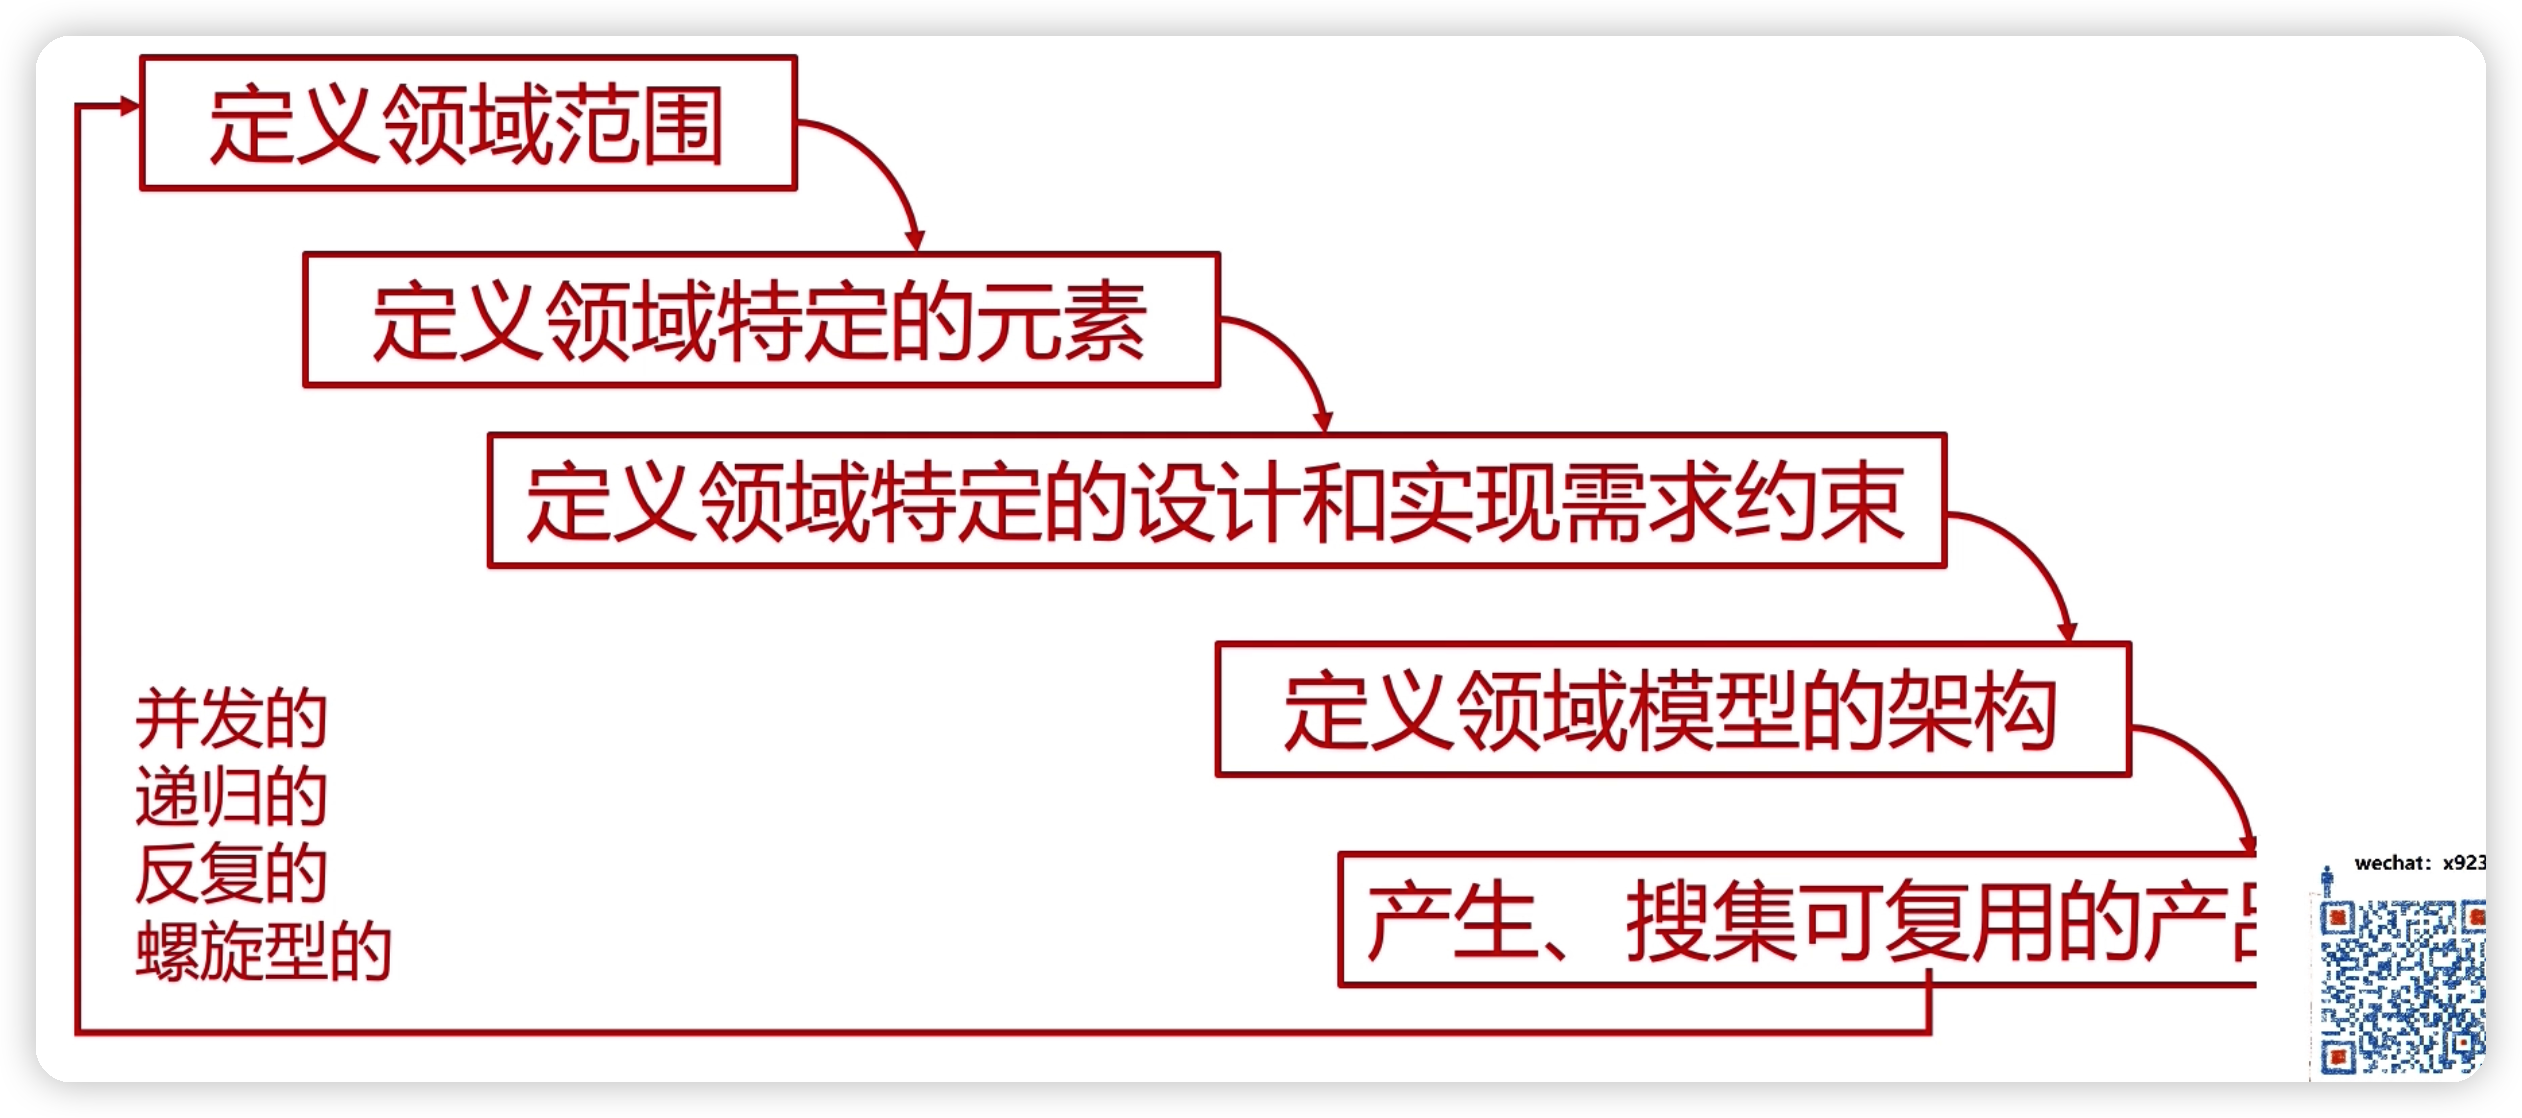 定义领域范围
定义领域特定的元素
定义领域特定的设计和实现需求约束
定义领域模型的架构
产生、搜集可复用的产品
并发的
递归的
反复的
螺旋型的
wechat: x923